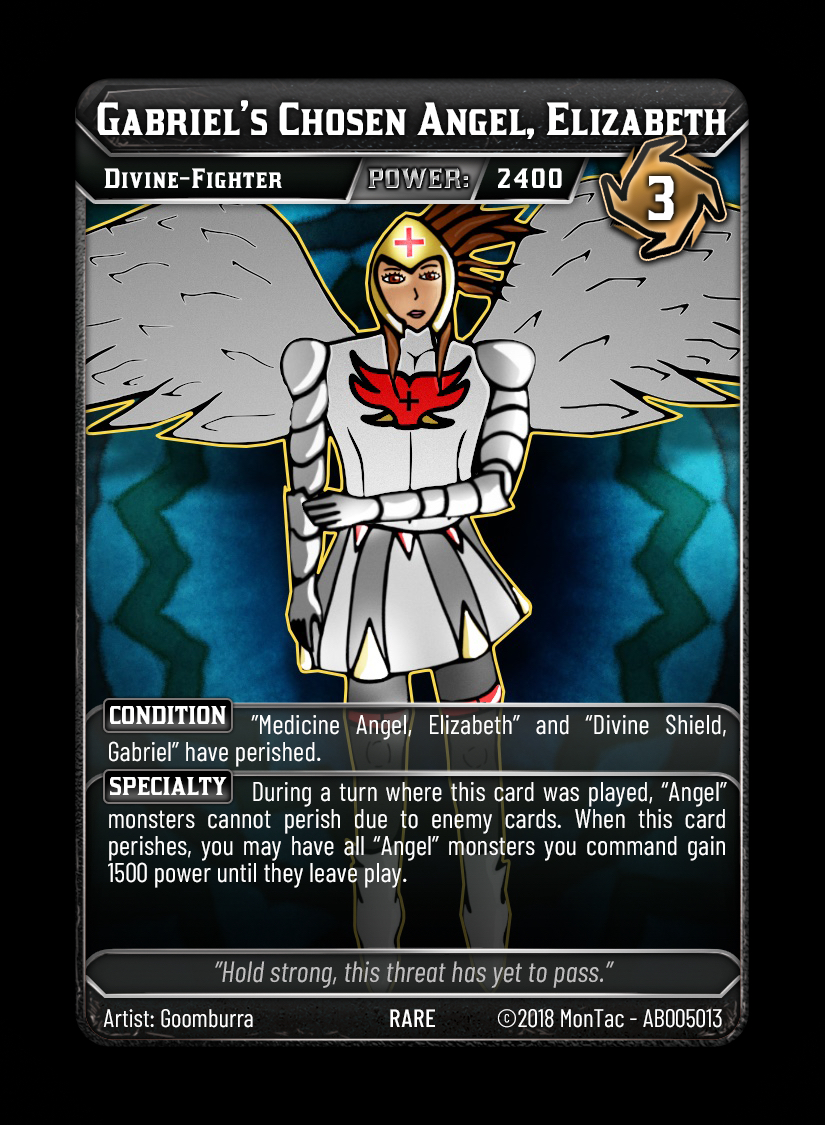 Gabriel's Chosen Angel, Elizabeth
Divine-Fighter POWER: 2400 3
CONDITION "Medicine Angel, Elizabeth" and "Divine Shield,
Gabriel" have perished.
SPECIALTY During a turn where this card was played, "Angel"
monsters cannot perish due to enemy cards. When this card
perishes, you may have all "Angel" monsters you command gain
1500 power until they leave play.
"Hold strong, this threat has yet to pass."
Artist: Goomburra RARE ©2018 MonTac - AB005013